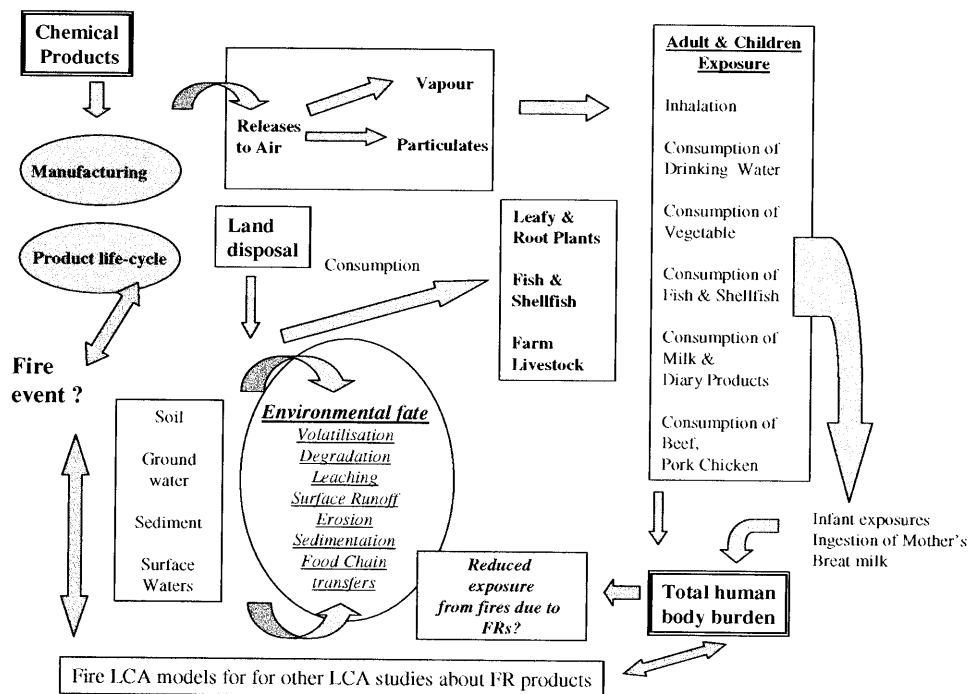 Chemical
Products
Manufacturing
Product life-cycle
Fire
event ?
Releases
to Air
Vapour
Particulates
Land
disposal
Consumption
Leafy &
Root Plants
Fish &
Shellfish
Farm
Livestock
Adult & Children
Exposure
Inhalation
Consumption of
Drinking Water
Consumption of
Vegetable
Consumption of
Fish & Shellfish
Consumption of
Milk &
Diary Products
Consumption of
Beef,
Pork Chicken
Soil
Ground
water
Sediment
Surface
Waters
Environmental fate
Volatilisation
Degradation
Leaching
Surface Runoff
Erosion
Sedimentation
Food Chain
transfers
Reduced
exposure
from fires due to
FRs?
Infant exposures
Ingestion of Mother's
Breat milk
Total human
body burden
Fire LCA models for for other LCA studies about FR products